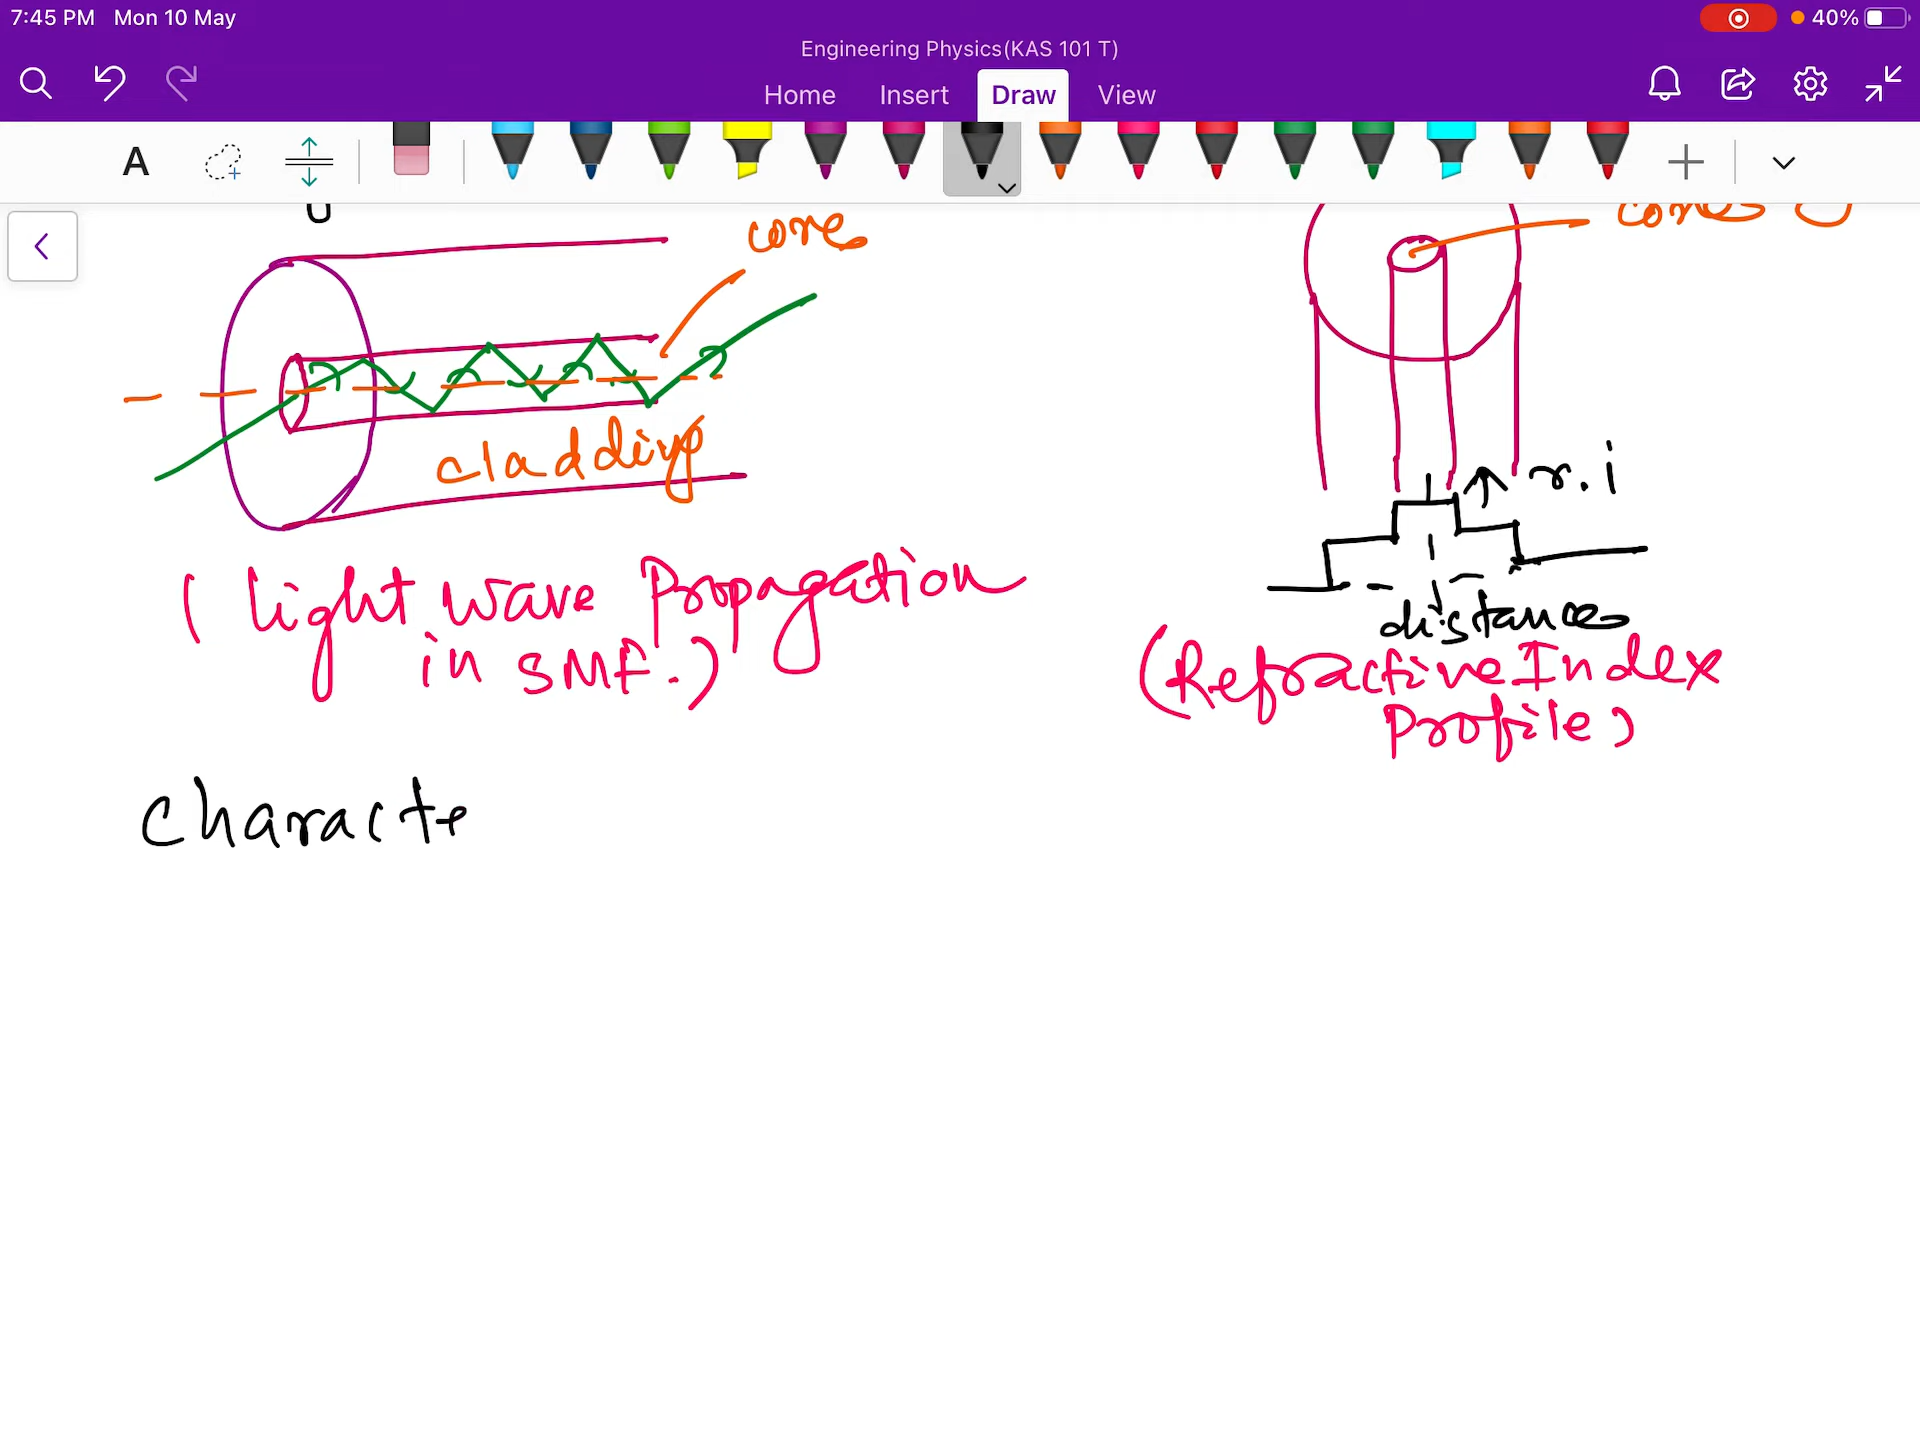 7:45 PM Mon 10 May
40%
Engineering Physics(KAS 101 T)
Home Insert Draw View
A
core
cladding
r. i
distance
( light wave Propagation
in SMF.)
(Refractive Index
Profile)
Characte